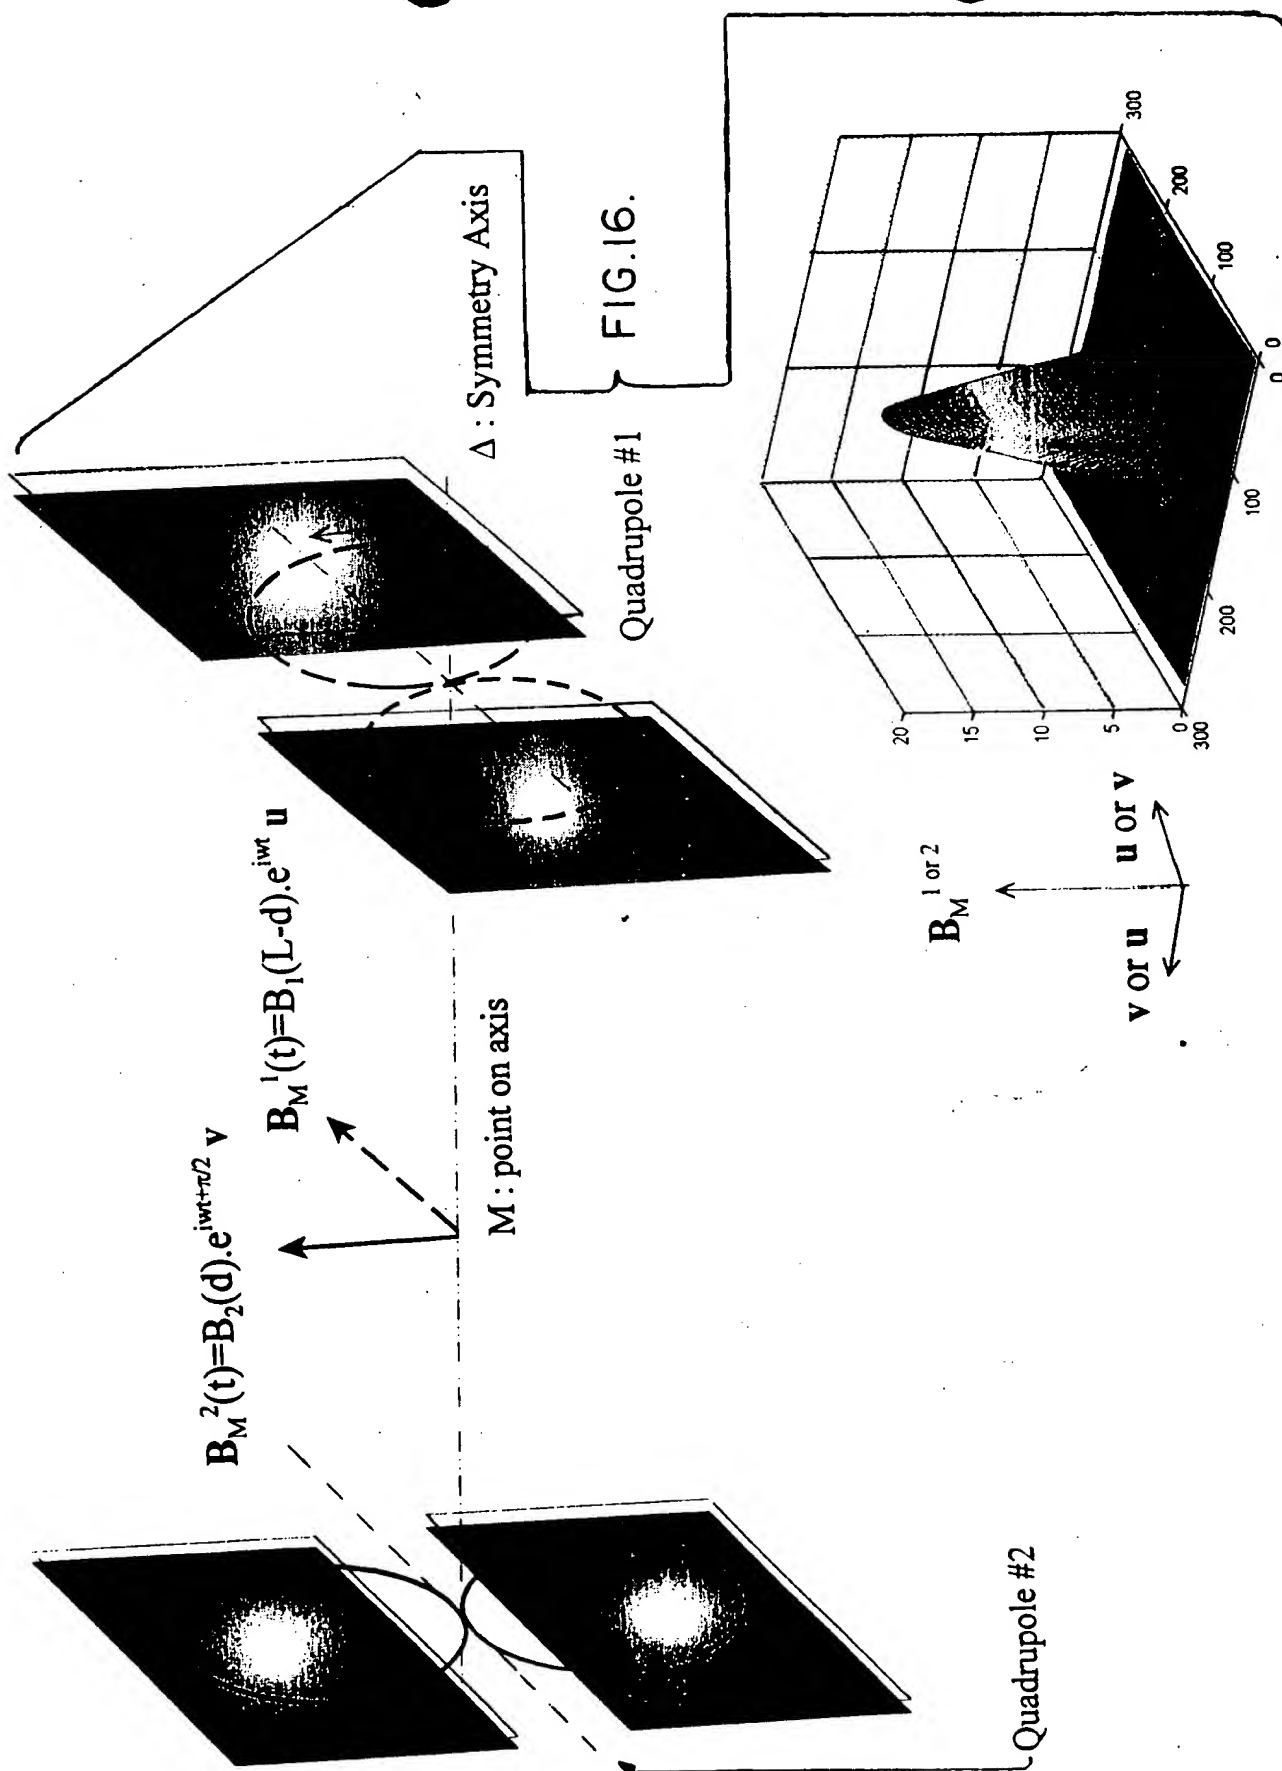 FIG.16.
Δ : Symmetry Axis
Quadrupole #1
B_M^1(t)=B_1(L-d).e^{iwt} u
B_M^2(t)=B_2(d).e^{iwt+π/2} v
M : point on axis
Quadrupole #2
B_M^{1 or 2}
u or v
v or u
20
15
10
5
0
300
200
100
0
0
100
200
300